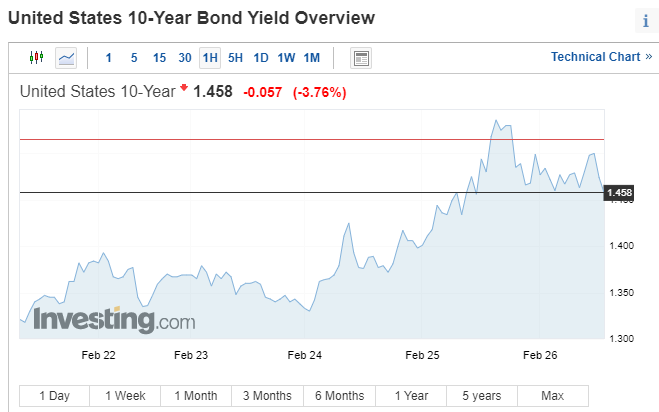 United States 10-Year Bond Yield Overview
i
1 5 15 30 1H 5H 1D 1W 1M
Technical Chart »
United States 10-Year 1.458 -0.057 (-3.76%)
1.458
1.400
1.350
1.300
Investing.com
Feb 22 Feb 23 Feb 24 Feb 25 Feb 26
1 Day 1 Week 1 Month 3 Months 6 Months 1 Year 5 years Max